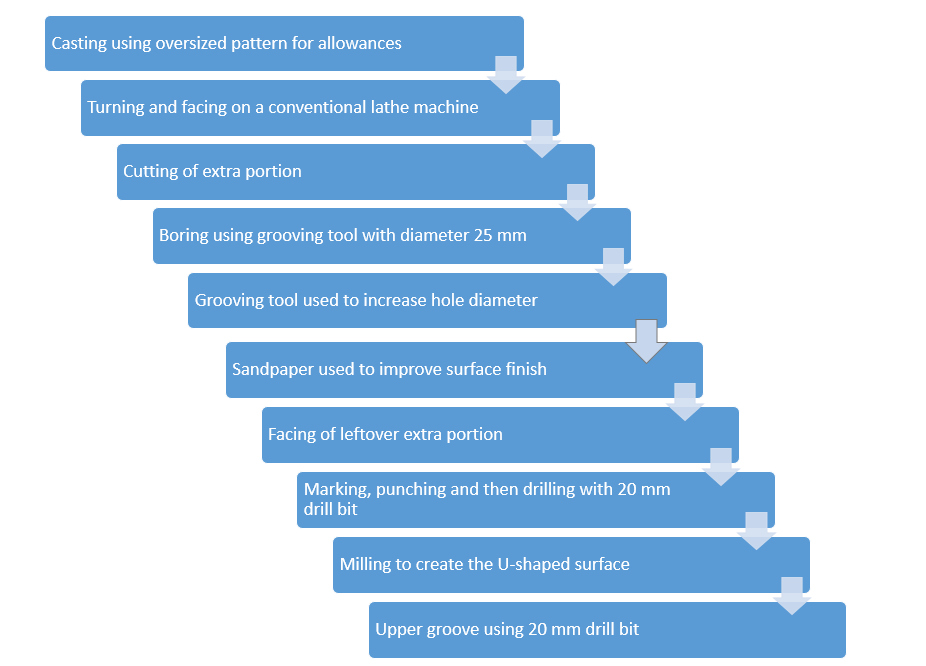 Casting using oversized pattern for allowances
Turning and facing on a conventional lathe machine
Cutting of extra portion
Boring using grooving tool with diameter 25 mm
Grooving tool used to increase hole diameter
Sandpaper used to improve surface finish
Facing of leftover extra portion
Marking, punching and then drilling with 20 mm
drill bit
Milling to create the U-shaped surface
Upper groove using 20 mm drill bit